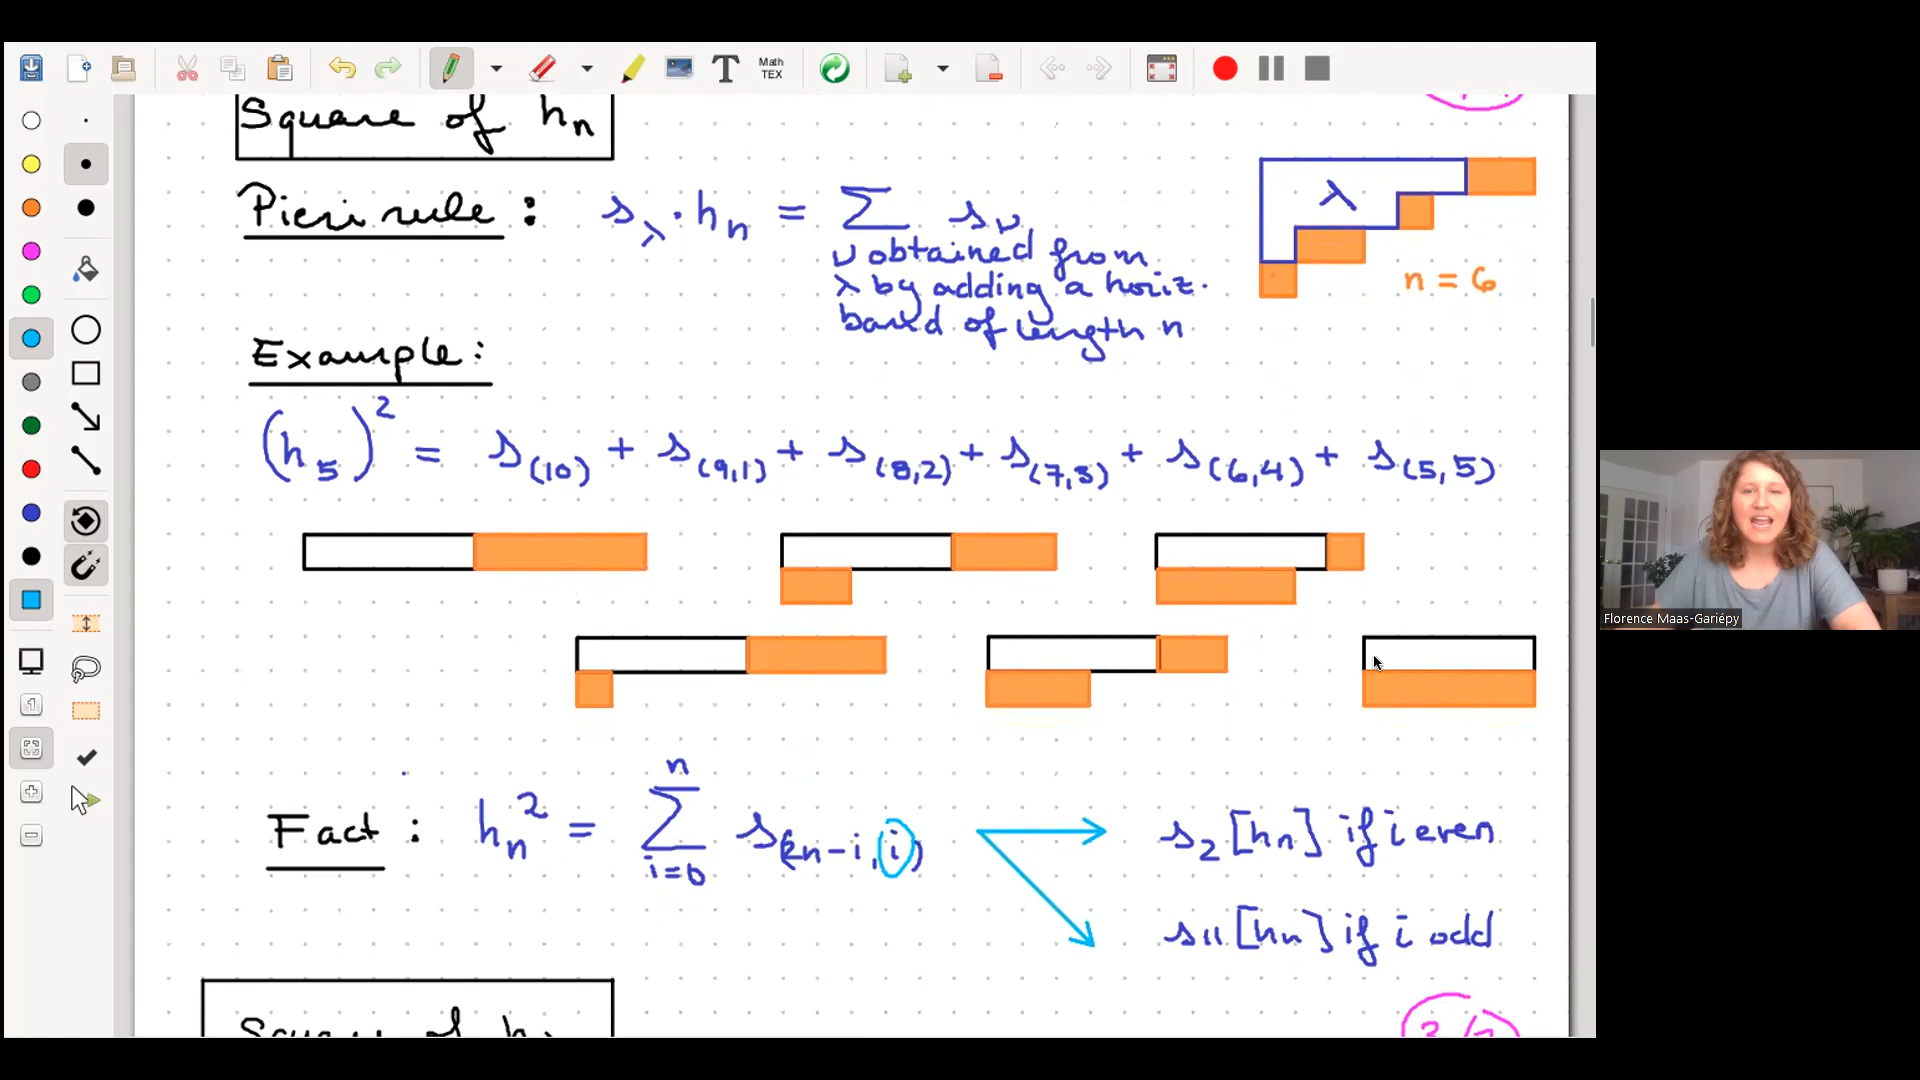 Math
TEX
Square of hn
Pieri rule : sλ · hn = Σ sν
ν obtained from
λ by adding a horiz.
band of length n
λ
n = 6
Example :
(h5)² = s(10) + s(9,1) + s(8,2) + s(7,3) + s(6,4) + s(5,5)
Florence Maas-Gariépy
n
Fact : hn² = Σ s(2n-i, i)
i=0
s2[hn] if i even
s11[hn] if i odd